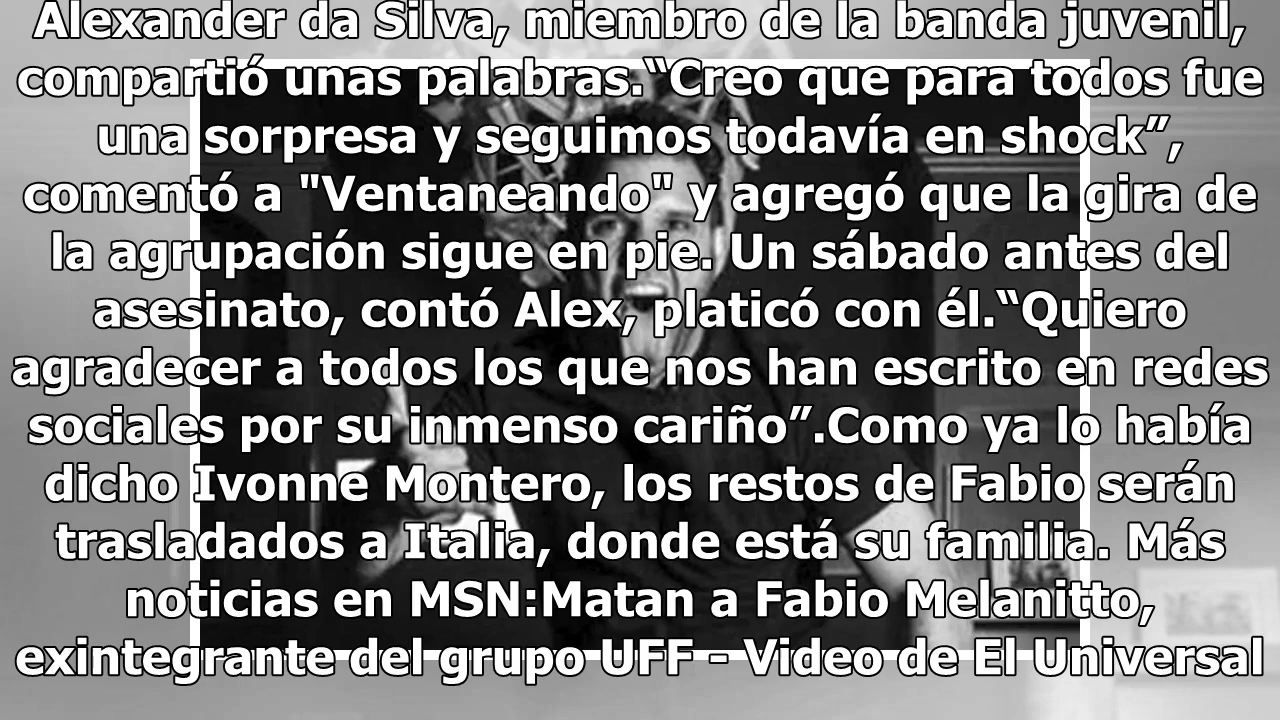 Alexander da Silva, miembro de la banda juvenil,
compartió unas palabras.“Creo que para todos fue
una sorpresa y seguimos todavía en shock”,
comentó a "Ventaneando" y agregó que la gira de
la agrupación sigue en pie. Un sábado antes del
asesinato, contó Alex, platicó con él.“Quiero
agradecer a todos los que nos han escrito en redes
sociales por su inmenso cariño”.Como ya lo había
dicho Ivonne Montero, los restos de Fabio serán
trasladados a Italia, donde está su familia. Más
noticias en MSN:Matan a Fabio Melanitto,
exintegrante del grupo UFF - Video de El Universal